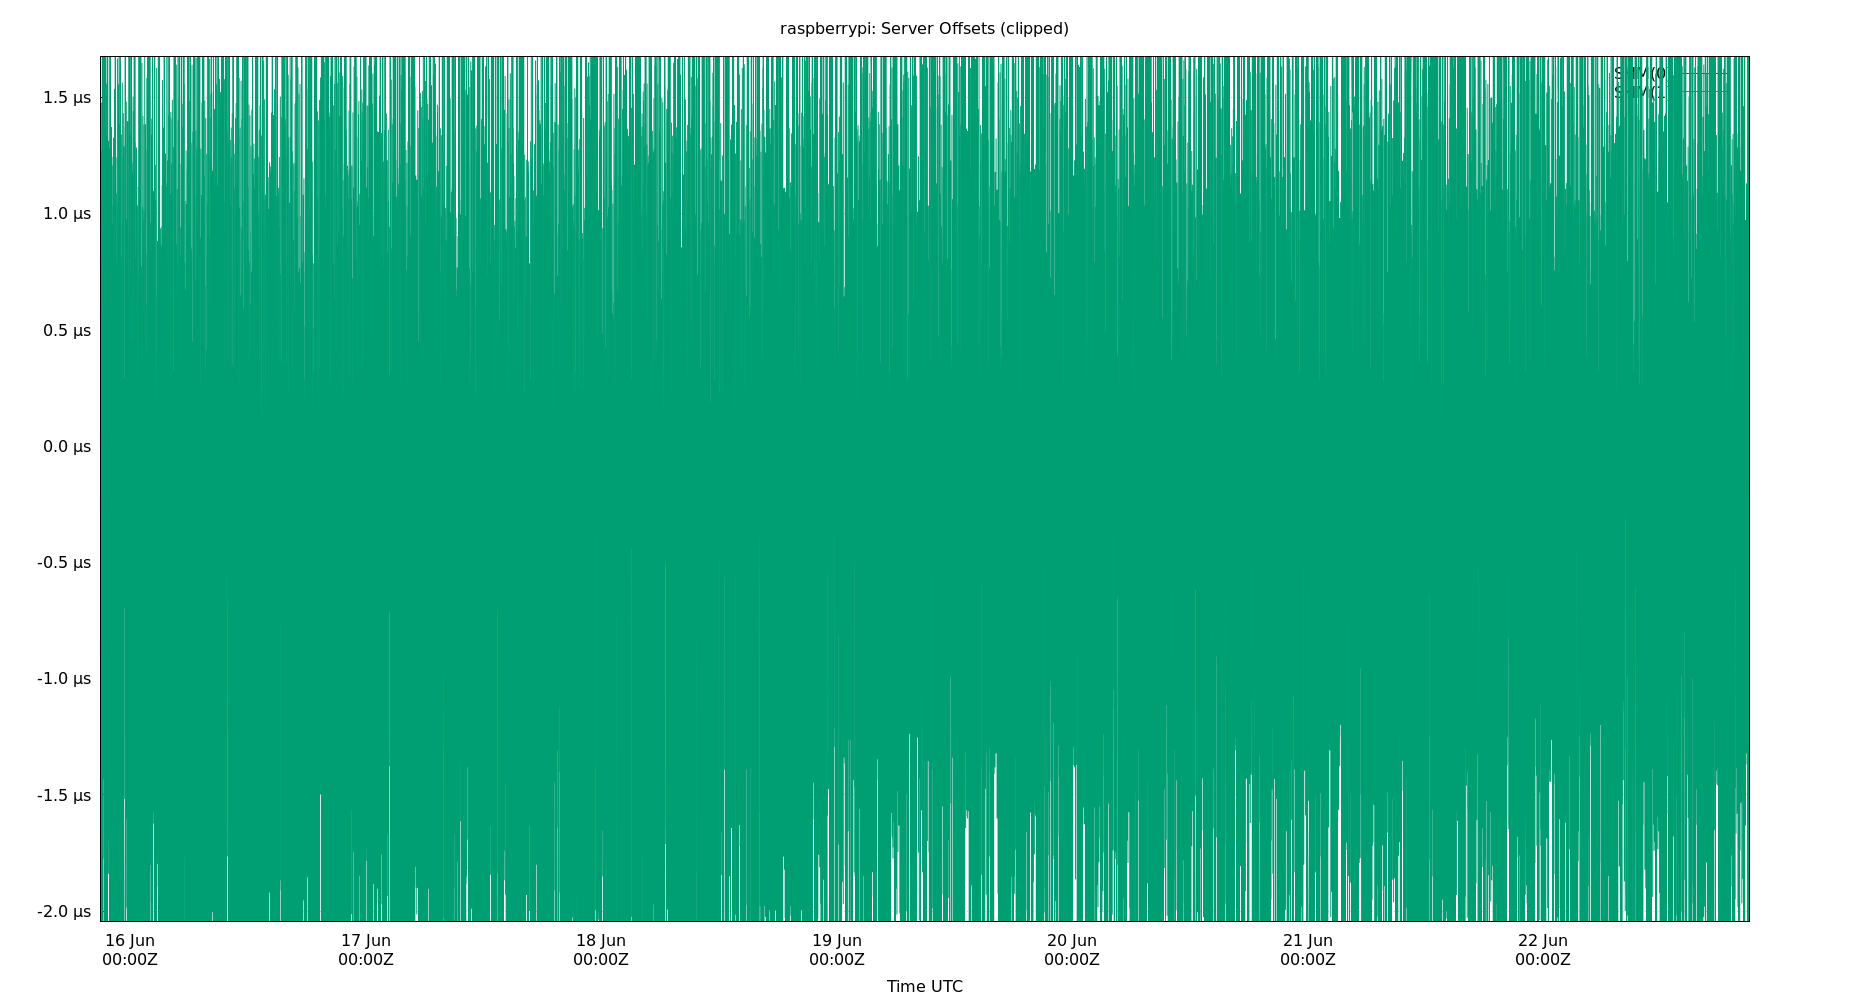 raspberrypi: Server Offsets (clipped)
1.5 µs
1.0 µs
0.5 µs
0.0 µs
-0.5 µs
-1.0 µs
-1.5 µs
-2.0 µs
16 Jun
00:00Z
17 Jun
00:00Z
18 Jun
00:00Z
19 Jun
00:00Z
20 Jun
00:00Z
21 Jun
00:00Z
22 Jun
00:00Z
Time UTC